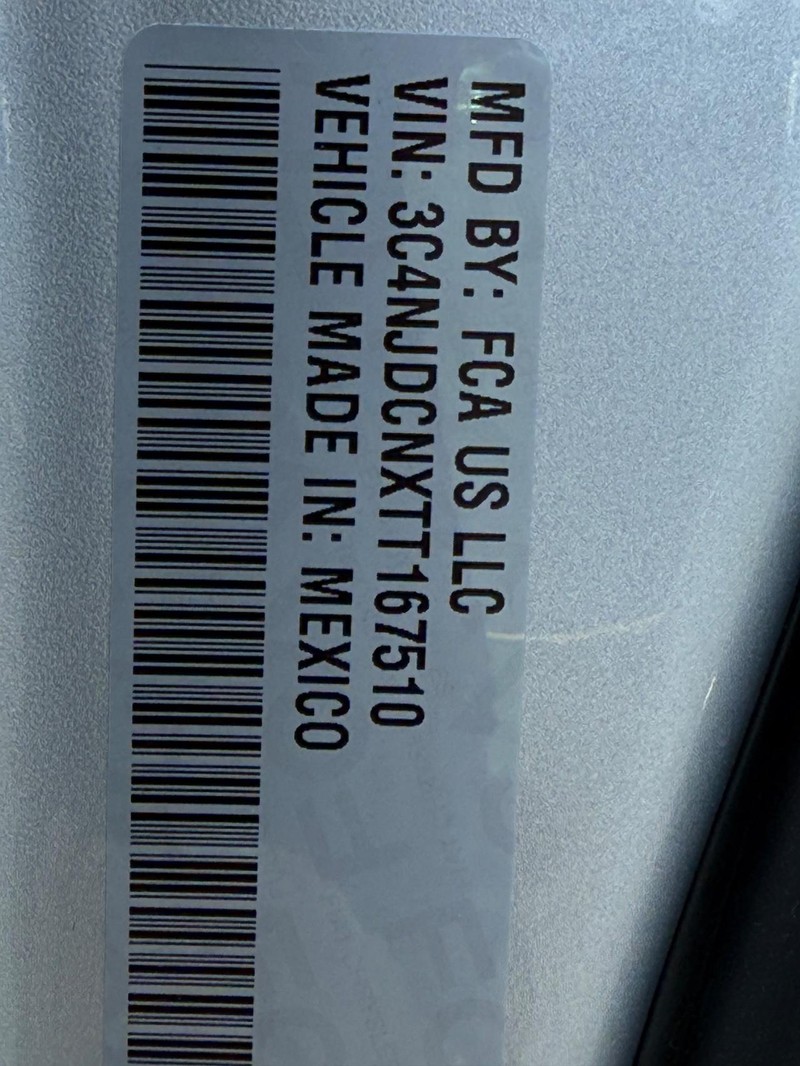 MFD BY: FCA US LLC
VIN: 3C4NJDCNXTT167510
VEHICLE MADE IN: MEXICO